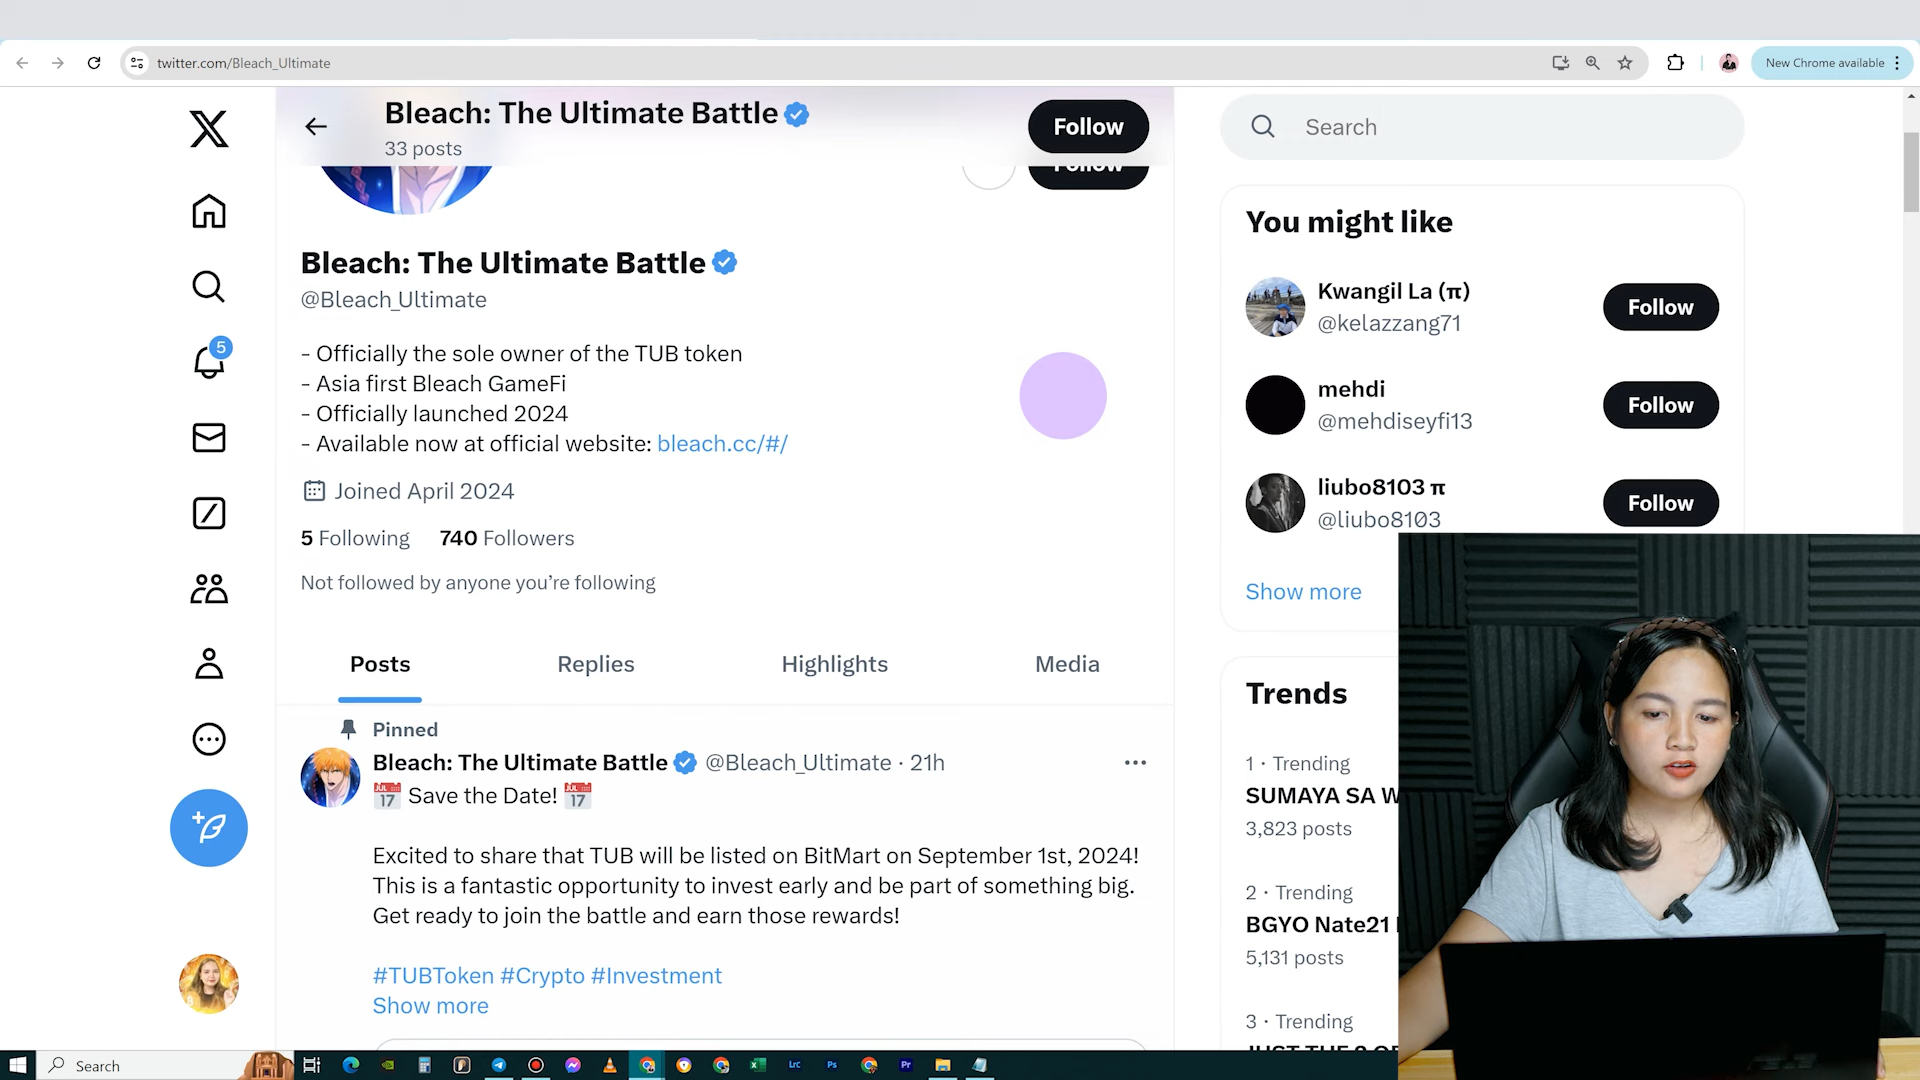 twitter.com/Bleach_Ultimate
New Chrome available
Bleach: The Ultimate Battle
33 posts
Follow
Follow
Bleach: The Ultimate Battle
@Bleach_Ultimate
- Officially the sole owner of the TUB token
- Asia first Bleach GameFi
- Officially launched 2024
- Available now at official website: bleach.cc/#/
Joined April 2024
5 Following 740 Followers
Not followed by anyone you're following
Posts Replies Highlights Media
Pinned
Bleach: The Ultimate Battle @Bleach_Ultimate · 21h
JUL 17 Save the Date! JUL 17
Excited to share that TUB will be listed on BitMart on September 1st, 2024!
This is a fantastic opportunity to invest early and be part of something big.
Get ready to join the battle and earn those rewards!
#TUBToken #Crypto #Investment
Show more
5
Search
You might like
Kwangil La (π)
@kelazzang71
Follow
mehdi
@mehdiseyfi13
Follow
liubo8103 π
@liubo8103
Follow
Show more
Trends
1 · Trending
SUMAYA SA W
3,823 posts
2 · Trending
BGYO Nate21
5,131 posts
3 · Trending
Search
LrC
Ps
Pr